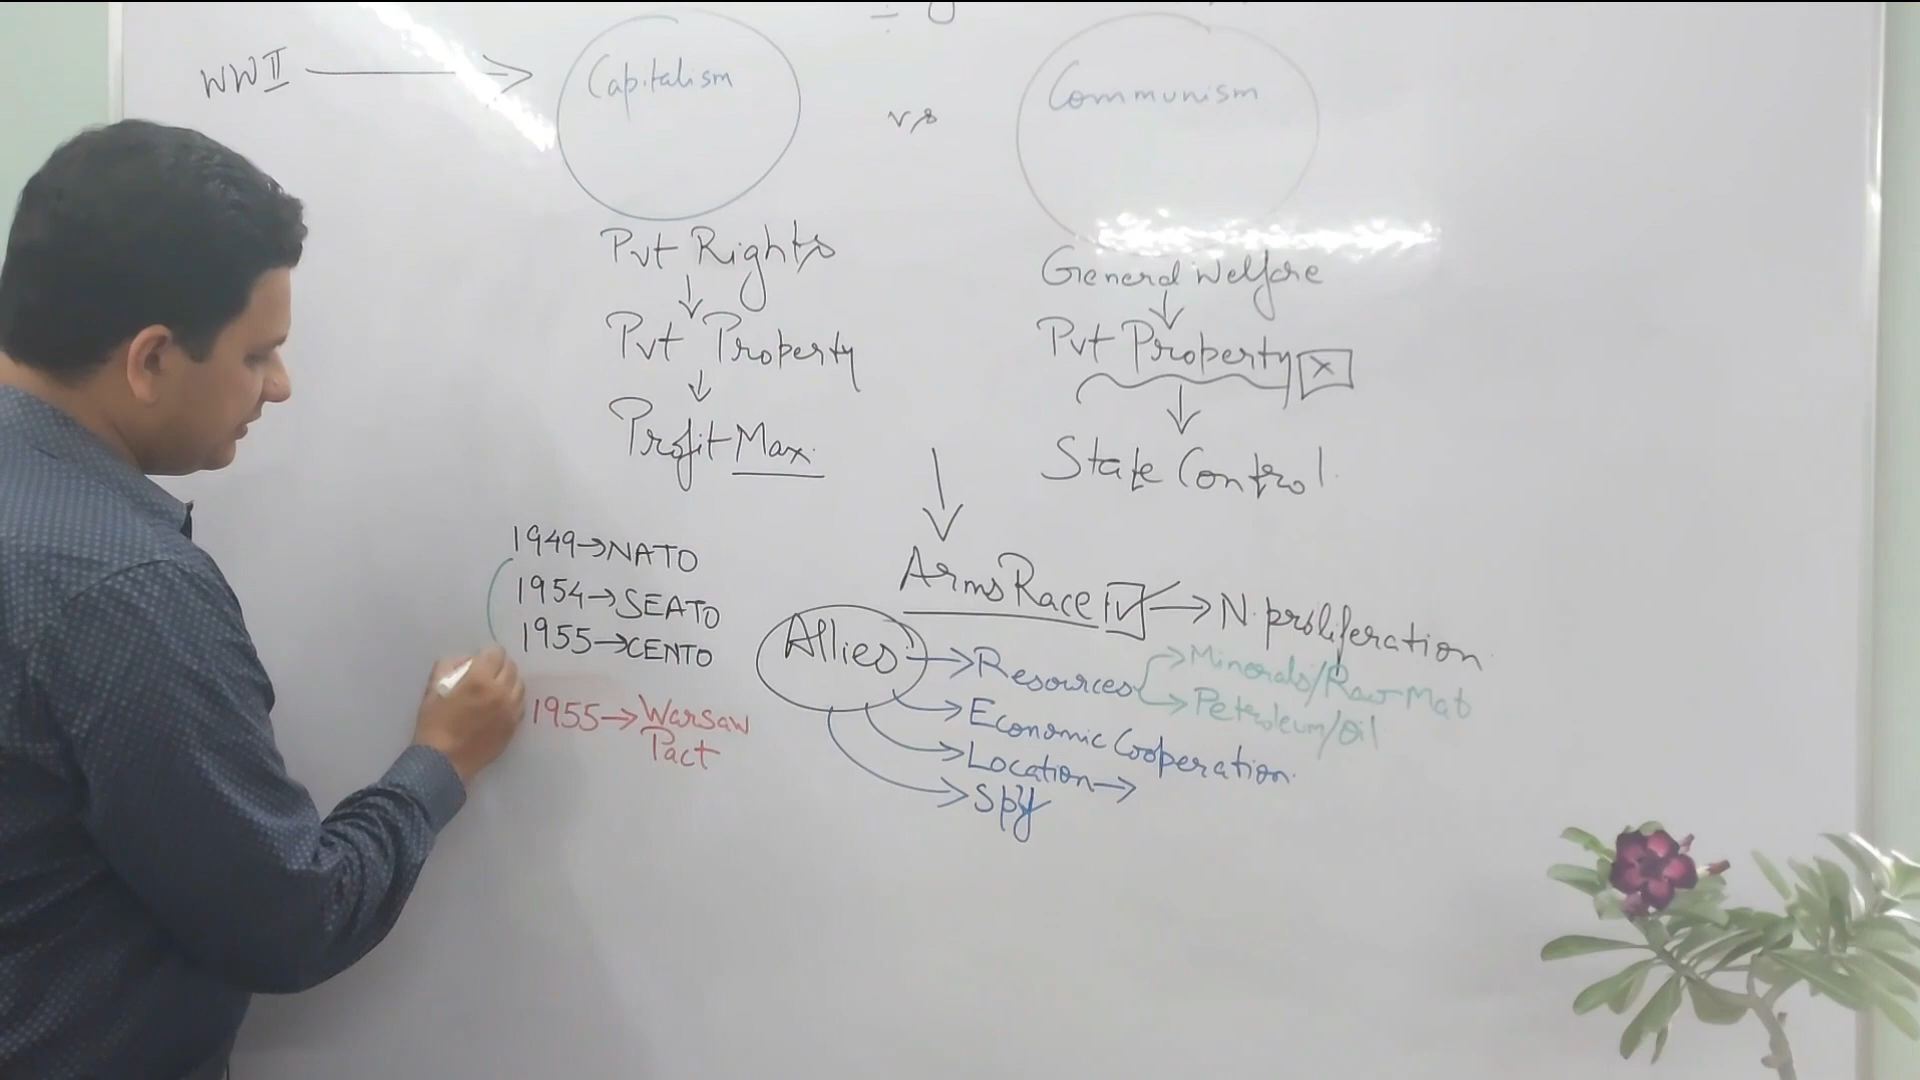 WWII → Capitalism vs Communism
Pvt Rights
↓
Pvt Property
↓
Profit Max.
General Welfare
↓
Pvt Property x
↓
State Control
↓
Arms Race ✓ → N. proliferation
1949→NATO
1954→SEATO
1955→CENTO
1955→Warsaw
Pact
Allies
→Resources
→Minerals/Raw Mat
→Petroleum/Oil
→Economic Cooperation.
→Location→
→Spy